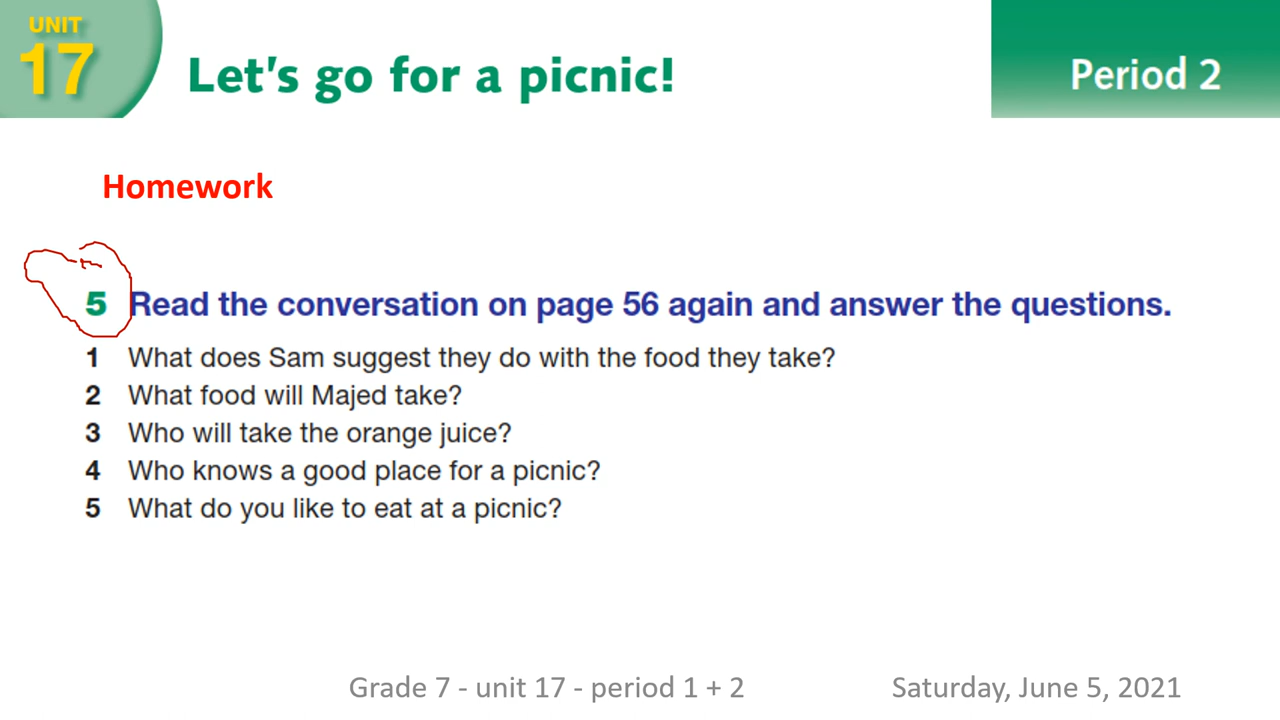 UNIT
17
Let's go for a picnic!
Period 2
Homework
5 Read the conversation on page 56 again and answer the questions.
1 What does Sam suggest they do with the food they take?
2 What food will Majed take?
3 Who will take the orange juice?
4 Who knows a good place for a picnic?
5 What do you like to eat at a picnic?
Grade 7 - unit 17 - period 1 + 2
Saturday, June 5, 2021